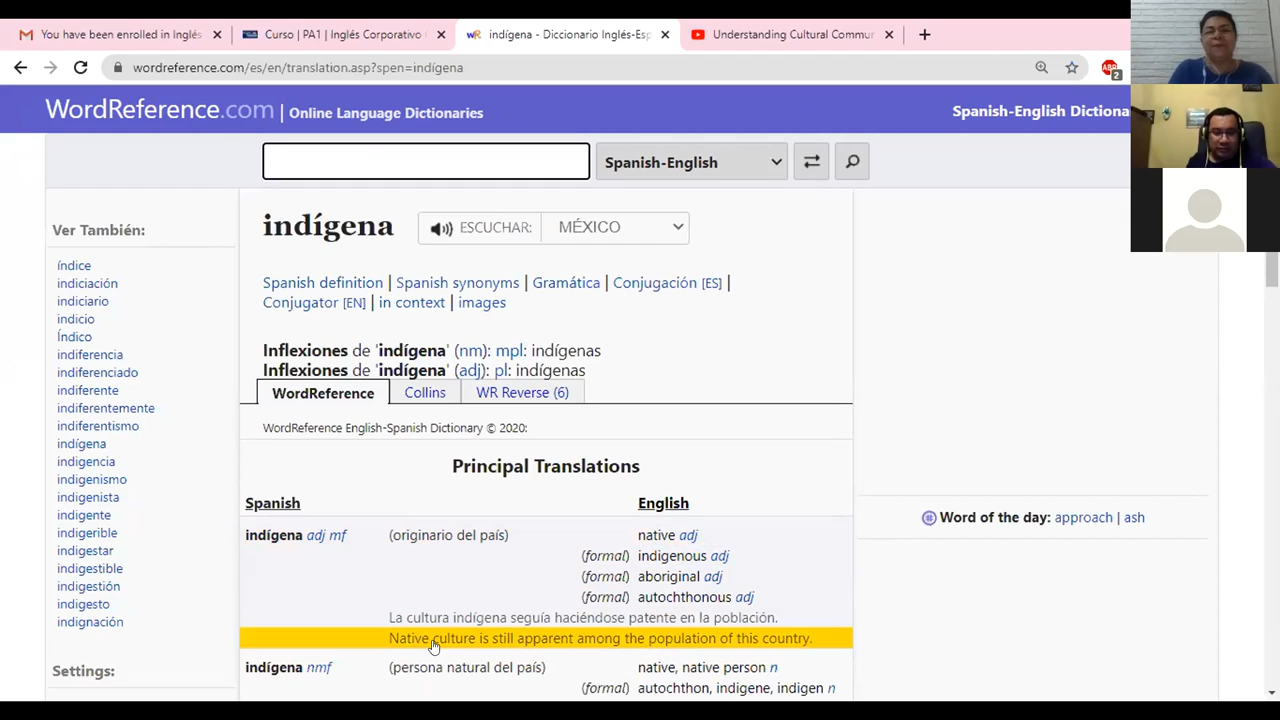 You have been enrolled in Inglés
Curso | PA1 | Inglés Corporativo
indígena - Diccionario Inglés-Esp
Understanding Cultural Commu
wordreference.com/es/en/translation.asp?spen=indígena
2
WordReference.com | Online Language Dictionaries
Spanish-English Dictiona
Spanish-English
indígena
ESCUCHAR:
MÉXICO
Spanish definition | Spanish synonyms | Gramática | Conjugación [ES] |
Conjugator [EN] | in context | images
Inflexiones de 'indígena' (nm): mpl: indígenas
Inflexiones de 'indígena' (adj): pl: indígenas
WordReference
Collins
WR Reverse (6)
WordReference English-Spanish Dictionary © 2020:
Principal Translations
Spanish
English
indígena adj mf
(originario del país)
native adj
(formal) indigenous adj
(formal) aboriginal adj
(formal) autochthonous adj
La cultura indígena seguía haciéndose patente en la población.
Native culture is still apparent among the population of this country.
indígena nmf
(persona natural del país)
native, native person n
(formal) autochthon, indigene, indigen n
Ver También:
índice
indiciación
indiciario
indicio
Índico
indiferencia
indiferenciado
indiferente
indiferentemente
indiferentismo
indígena
indigencia
indigenismo
indigenista
indigente
indigerible
indigestar
indigestible
indigestión
indigesto
indignación
Settings:
Word of the day: approach | ash